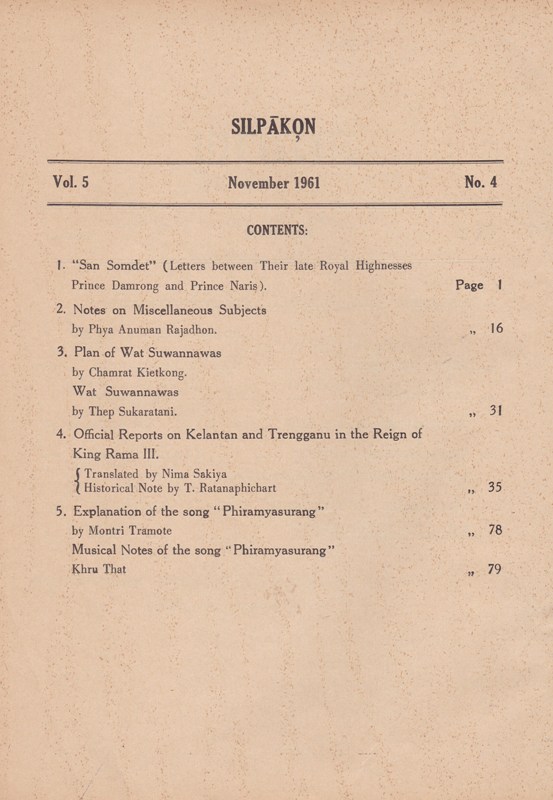 SILPĀKỌN
Vol. 5 November 1961 No. 4
CONTENTS:
1. "San Somdet" (Letters between Their late Royal Highnesses
Prince Damrong and Prince Naris). Page 1
2. Notes on Miscellaneous Subjects
by Phya Anuman Rajadhon. „ 16
3. Plan of Wat Suwannawas
by Chamrat Kietkong.
Wat Suwannawas
by Thep Sukaratani. „ 31
4. Official Reports on Kelantan and Trengganu in the Reign of
King Rama III.
{ Translated by Nima Sakiya
Historical Note by T. Ratanaphichart „ 35
5. Explanation of the song "Phiramyasurang"
by Montri Tramote „ 78
Musical Notes of the song "Phiramyasurang"
Khru That „ 79